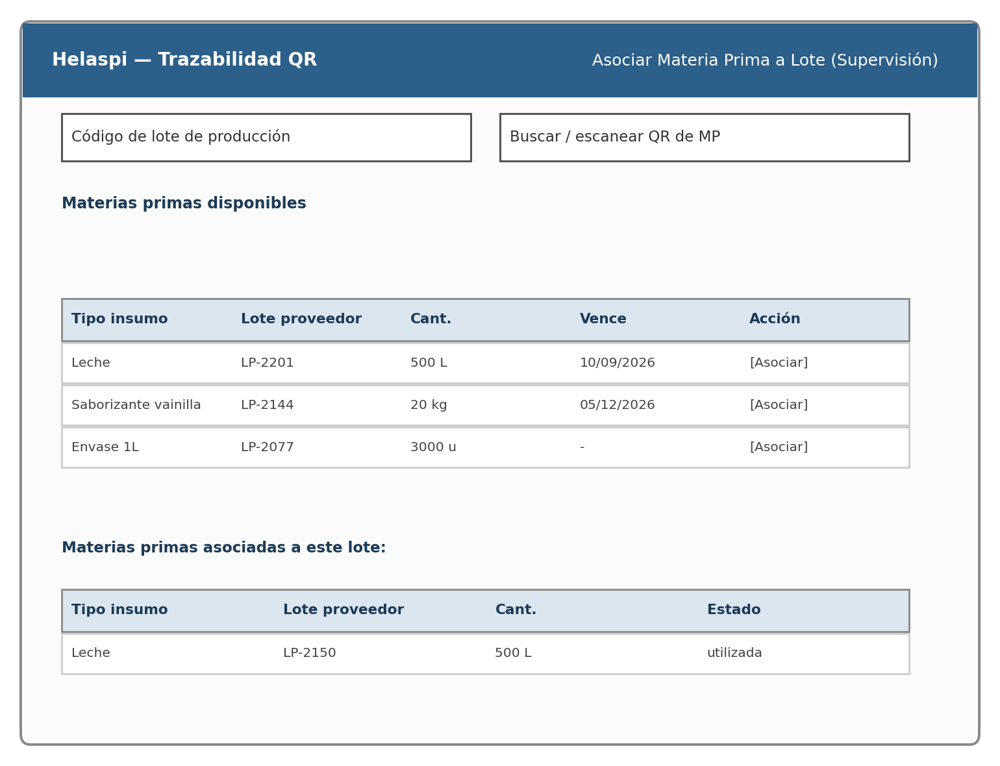 Helaspi — Trazabilidad QR
Asociar Materia Prima a Lote (Supervisión)
Código de lote de producción
Buscar / escanear QR de MP
Materias primas disponibles
Tipo insumo Lote proveedor Cant. Vence Acción
Leche LP-2201 500 L 10/09/2026 [Asociar]
Saborizante vainilla LP-2144 20 kg 05/12/2026 [Asociar]
Envase 1L LP-2077 3000 u - [Asociar]
Materias primas asociadas a este lote:
Tipo insumo Lote proveedor Cant. Estado
Leche LP-2150 500 L utilizada